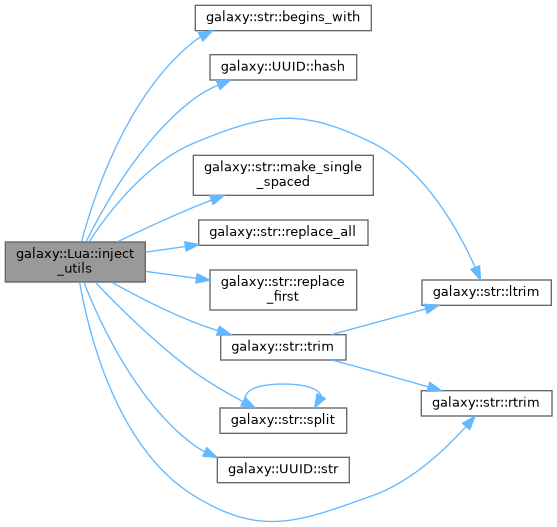 galaxy::str::begins_with
galaxy::UUID::hash
galaxy::str::make_single
_spaced
galaxy::str::replace_all
galaxy::Lua::inject
_utils
galaxy::str::replace
_first
galaxy::str::ltrim
galaxy::str::trim
galaxy::str::rtrim
galaxy::str::split
galaxy::UUID::str